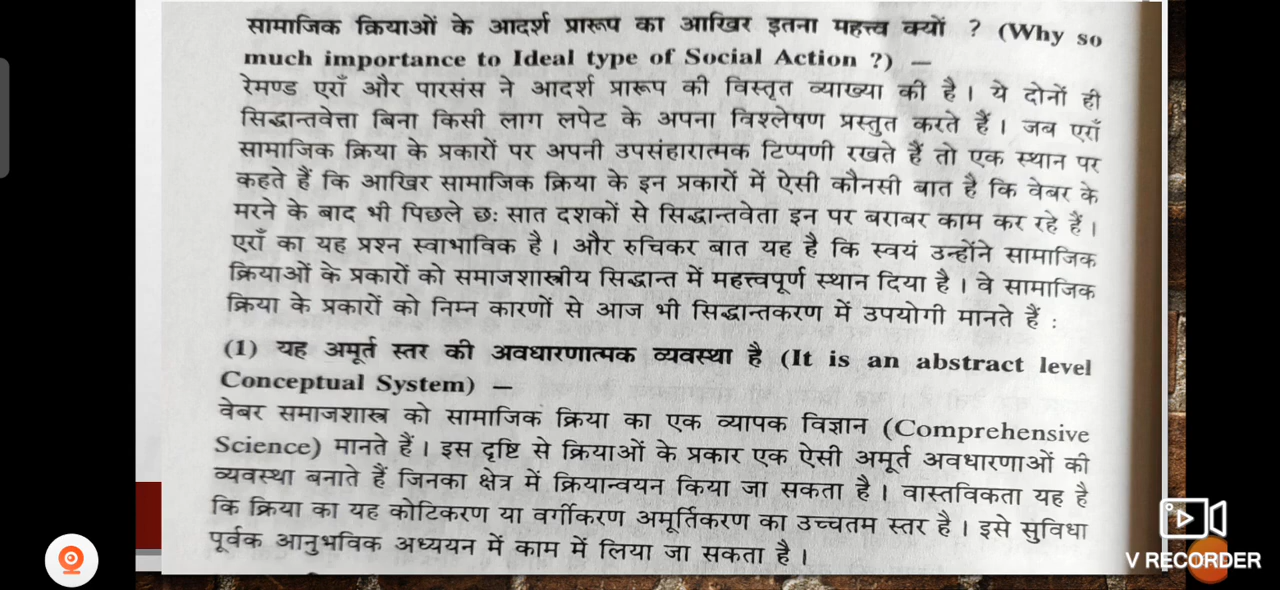 सामाजिक क्रियाओं के आदर्श प्रारूप का आखिर इतना महत्त्व क्यों ? (Why so
much importance to Ideal type of Social Action ?) —
रेमण्ड एराँ और पारसंस ने आदर्श प्रारूप की विस्तृत व्याख्या की है। ये दोनों ही
सिद्धान्तवेत्ता बिना किसी लाग लपेट के अपना विश्लेषण प्रस्तुत करते हैं। जब एराँ
सामाजिक क्रिया के प्रकारों पर अपनी उपसंहारात्मक टिप्पणी रखते हैं तो एक स्थान पर
कहते हैं कि आखिर सामाजिक क्रिया के इन प्रकारों में ऐसी कौनसी बात है कि वेबर के
मरने के बाद भी पिछले छः सात दशकों से सिद्धान्तवेता इन पर बराबर काम कर रहे हैं।
एराँ का यह प्रश्न स्वाभाविक है। और रुचिकर बात यह है कि स्वयं उन्होंने सामाजिक
क्रियाओं के प्रकारों को समाजशास्त्रीय सिद्धान्त में महत्त्वपूर्ण स्थान दिया है। वे सामाजिक
क्रिया के प्रकारों को निम्न कारणों से आज भी सिद्धान्तकरण में उपयोगी मानते हैं :
(1) यह अमूर्त स्तर की अवधारणात्मक व्यवस्था है (It is an abstract level
Conceptual System) —
वेबर समाजशास्त्र को सामाजिक क्रिया का एक व्यापक विज्ञान (Comprehensive
Science) मानते हैं। इस दृष्टि से क्रियाओं के प्रकार एक ऐसी अमूर्त अवधारणाओं की
व्यवस्था बनाते हैं जिनका क्षेत्र में क्रियान्वयन किया जा सकता है। वास्तविकता यह है
कि क्रिया का यह कोटिकरण या वर्गीकरण अमूर्तिकरण का उच्चतम स्तर है। इसे सुविधा
पूर्वक आनुभविक अध्ययन में काम में लिया जा सकता है।
V RECORDER